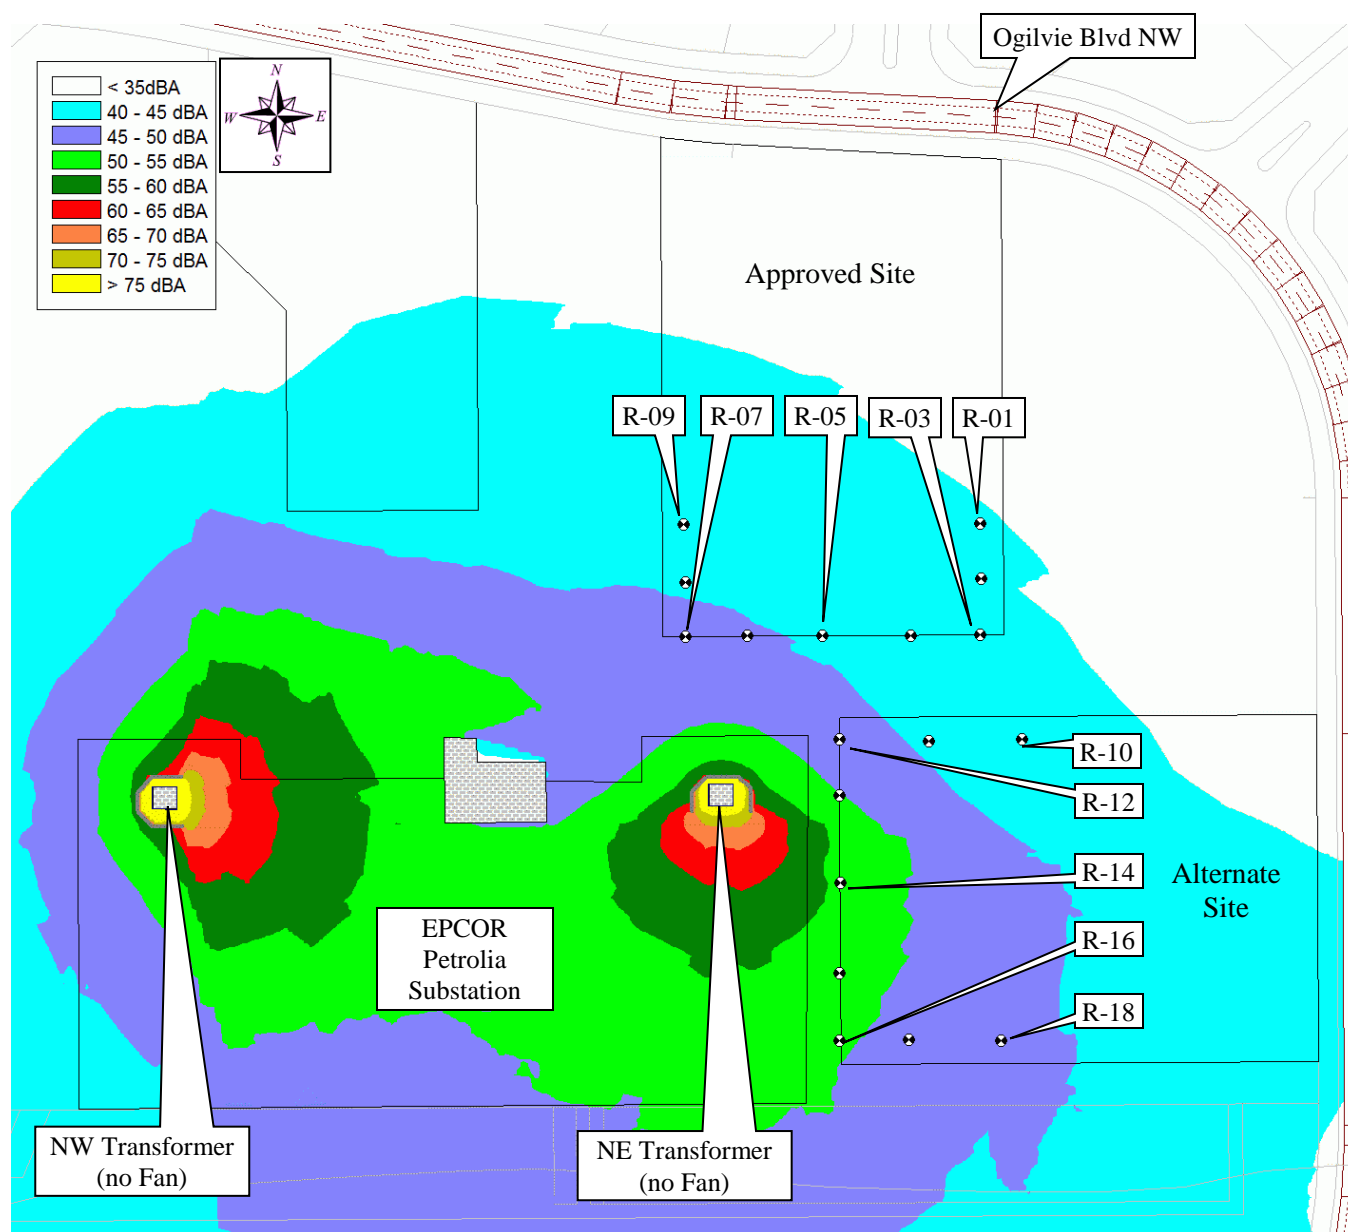 Ogilvie Blvd NW
< 35dBA
40 - 45 dBA
45 - 50 dBA
50 - 55 dBA
55 - 60 dBA
60 - 65 dBA
65 - 70 dBA
70 - 75 dBA
> 75 dBA
N
W
E
S
Approved Site
R-09
R-07
R-05
R-03
R-01
R-10
R-12
R-14
Alternate
Site
R-16
R-18
EPCOR
Petrolia
Substation
NW Transformer
(no Fan)
NE Transformer
(no Fan)